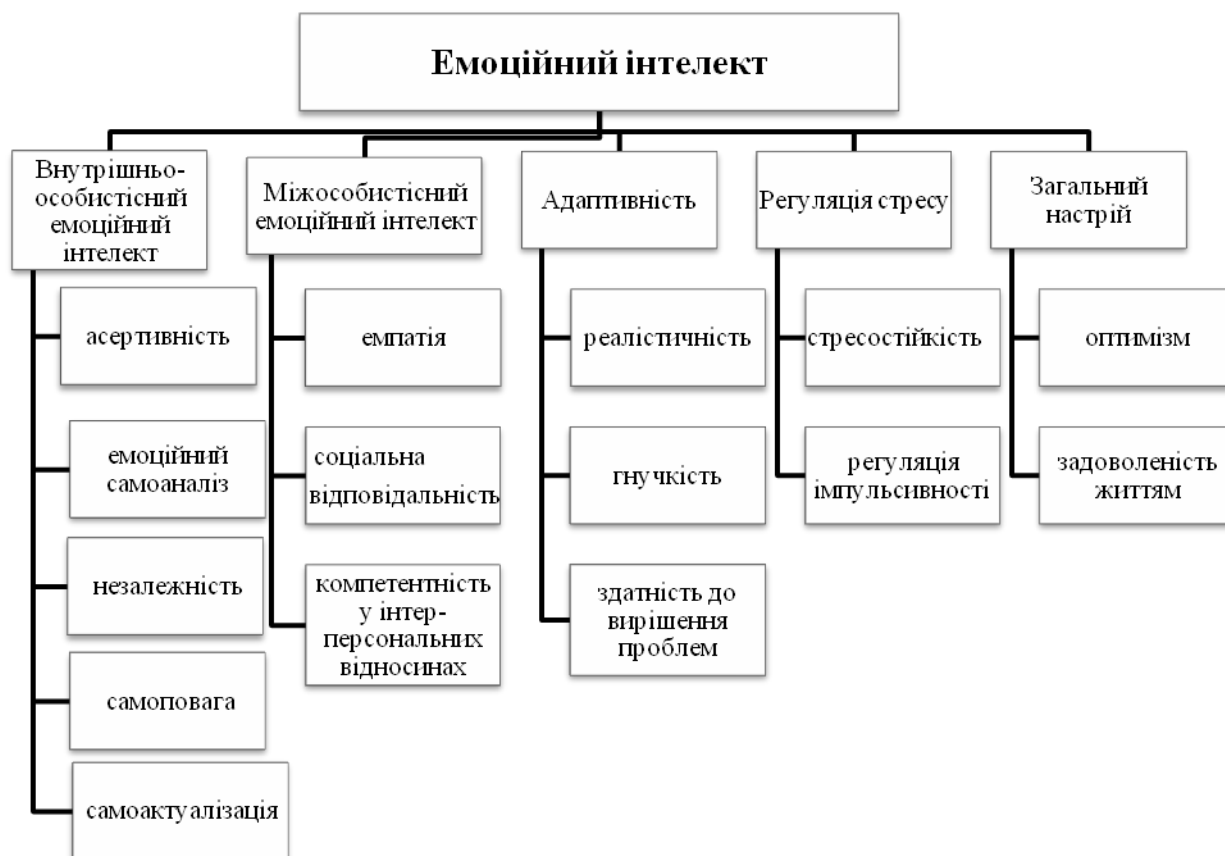 Емоційний інтелект
Внутрішньо-
особистісний
емоційний
інтелект
асертивність
емоційний
самоаналіз
незалежність
самоповага
самоактуалізація
Міжособистісний
емоційний інтелект
емпатія
соціальна
відповідальність
компетентність
у інтер-
персональних
відносинах
Адаптивність
реалістичність
гнучкість
здатність до
вирішення
проблем
Регуляція стресу
стресостійкість
регуляція
імпульсивності
Загальний
настрій
оптимізм
задоволеність
життям